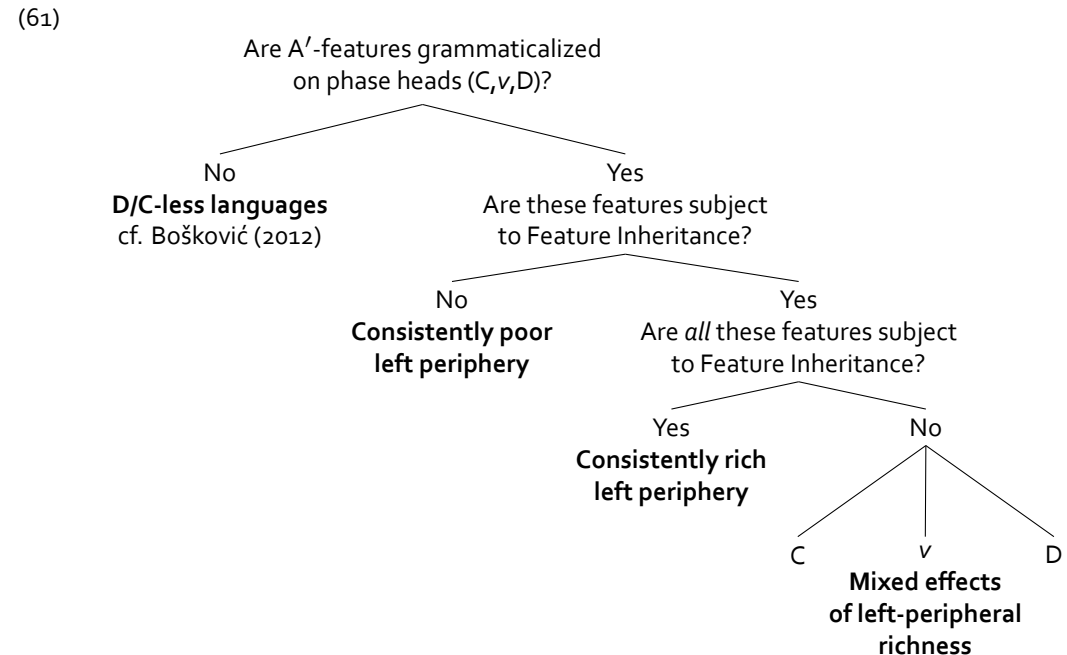 (61)
Are A′-features grammaticalized
on phase heads (C,v,D)?
No
D/C-less languages
cf. Bošković (2012)
Yes
Are these features subject
to Feature Inheritance?
No
Consistently poor
left periphery
Yes
Are all these features subject
to Feature Inheritance?
Yes
Consistently rich
left periphery
No
C
v
D
Mixed effects
of left-peripheral
richness